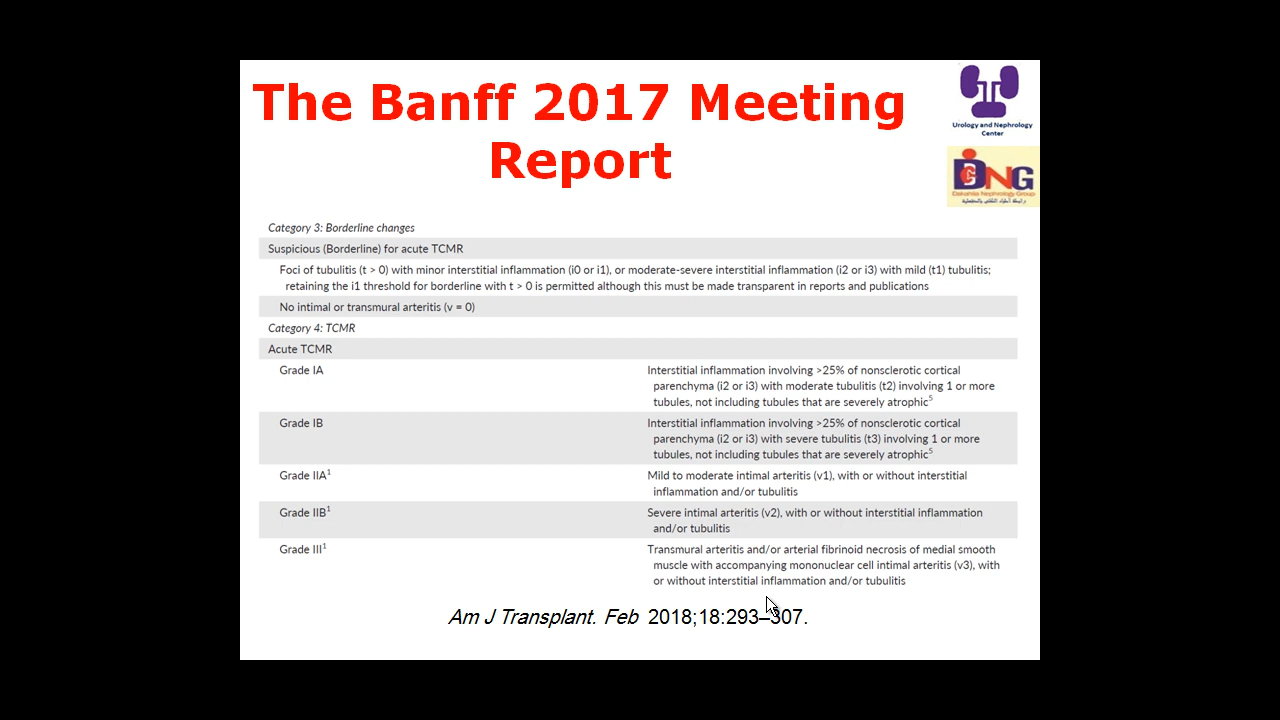 The Banff 2017 Meeting
Report
Urology and Nephrology
Center
DCNG
Dakahlia Nephrology Group
Category 3: Borderline changes
Suspicious (Borderline) for acute TCMR
Foci of tubulitis (t > 0) with minor interstitial inflammation (i0 or i1), or moderate-severe interstitial inflammation (i2 or i3) with mild (t1) tubulitis;
retaining the i1 threshold for borderline with t > 0 is permitted although this must be made transparent in reports and publications
No intimal or transmural arteritis (v = 0)
Category 4: TCMR
Acute TCMR
Grade IA
Interstitial inflammation involving >25% of nonsclerotic cortical
parenchyma (i2 or i3) with moderate tubulitis (t2) involving 1 or more
tubules, not including tubules that are severely atrophic5
Grade IB
Interstitial inflammation involving >25% of nonsclerotic cortical
parenchyma (i2 or i3) with severe tubulitis (t3) involving 1 or more
tubules, not including tubules that are severely atrophic5
Grade IIA1
Mild to moderate intimal arteritis (v1), with or without interstitial
inflammation and/or tubulitis
Grade IIB1
Severe intimal arteritis (v2), with or without interstitial inflammation
and/or tubulitis
Grade III1
Transmural arteritis and/or arterial fibrinoid necrosis of medial smooth
muscle with accompanying mononuclear cell intimal arteritis (v3), with
or without interstitial inflammation and/or tubulitis
Am J Transplant. Feb 2018;18:293–307.